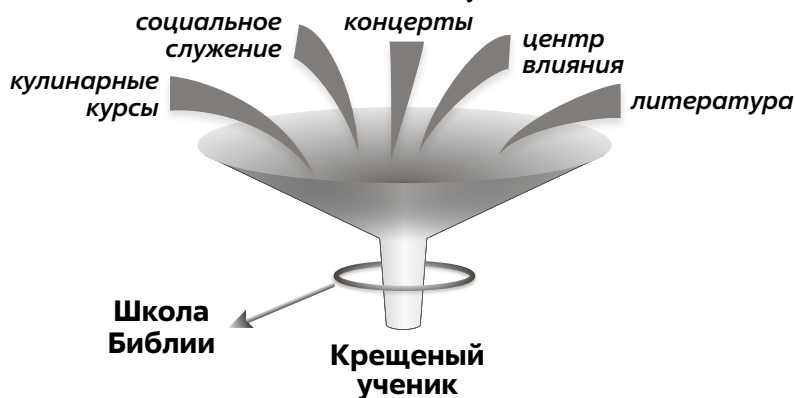 социальное
служение
концерты
центр
влияния
кулинарные
курсы
литература
Школа
Библии
Крещеный
ученик